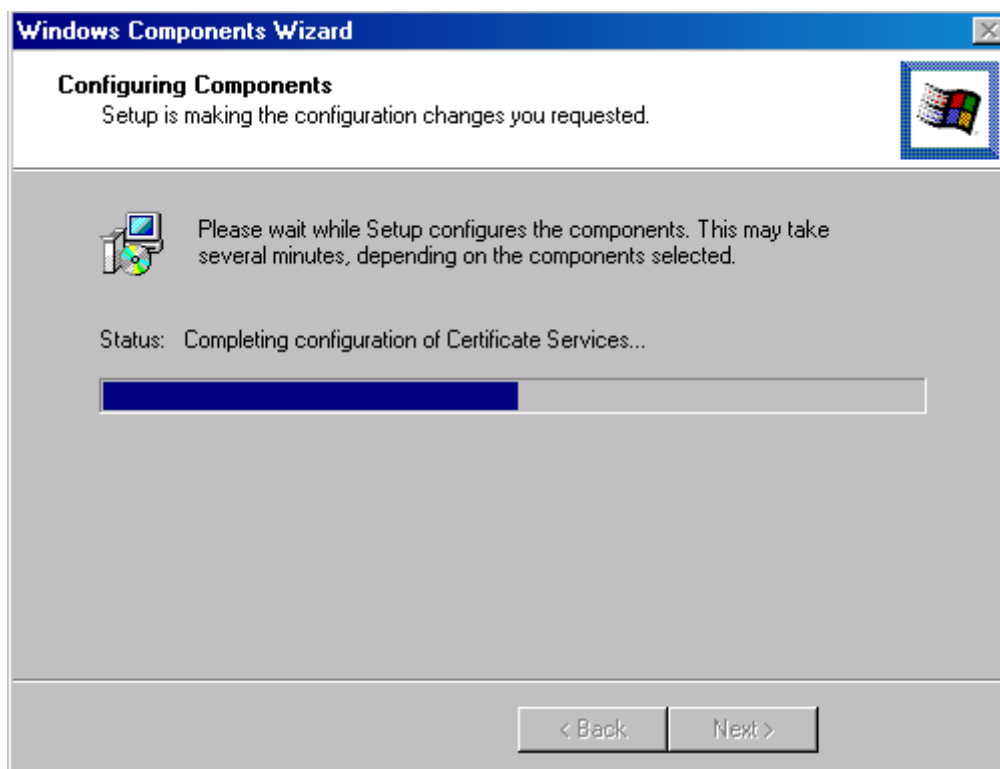 Windows Components Wizard
Configuring Components
Setup is making the configuration changes you requested.
Please wait while Setup configures the components. This may take
several minutes, depending on the components selected.
Status: Completing configuration of Certificate Services...
< Back Next >